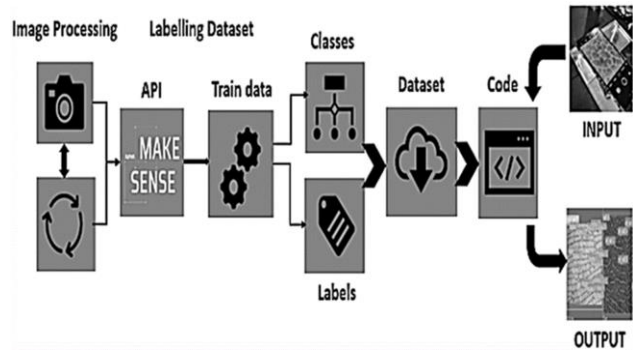 Image Processing
Labelling Dataset
Classes
API
Train data
Dataset
Code
INPUT
MAKE
SENSE
</>
Labels
OUTPUT